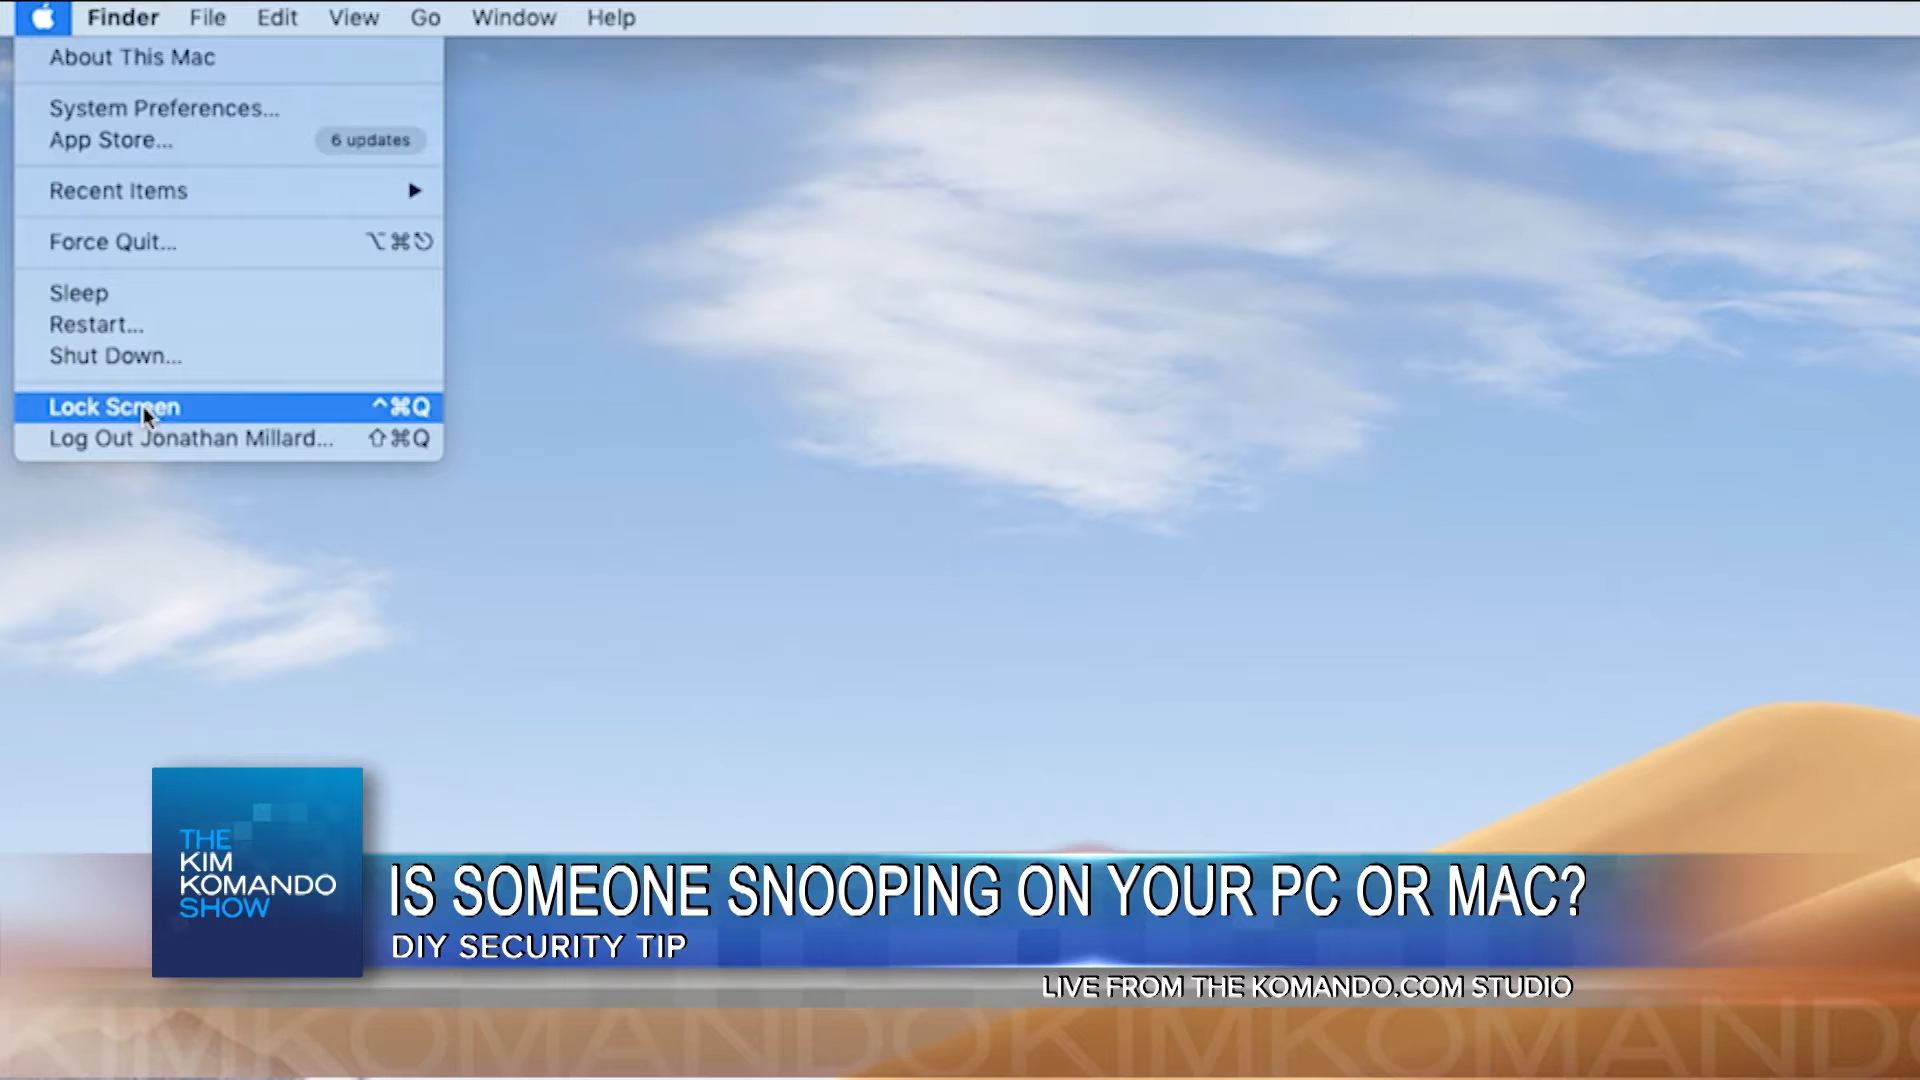 Finder File Edit View Go Window Help
About This Mac
System Preferences...
App Store... 6 updates
Recent Items ▶
Force Quit... ⌥⌘⎋
Sleep
Restart...
Shut Down...
Lock Screen ^⌘Q
Log Out Jonathan Millard... ⇧⌘Q
THE
KIM
KOMANDO
SHOW
IS SOMEONE SNOOPING ON YOUR PC OR MAC?
DIY SECURITY TIP
LIVE FROM THE KOMANDO.COM STUDIO
KIMKOMANDOKIMKOMANDO